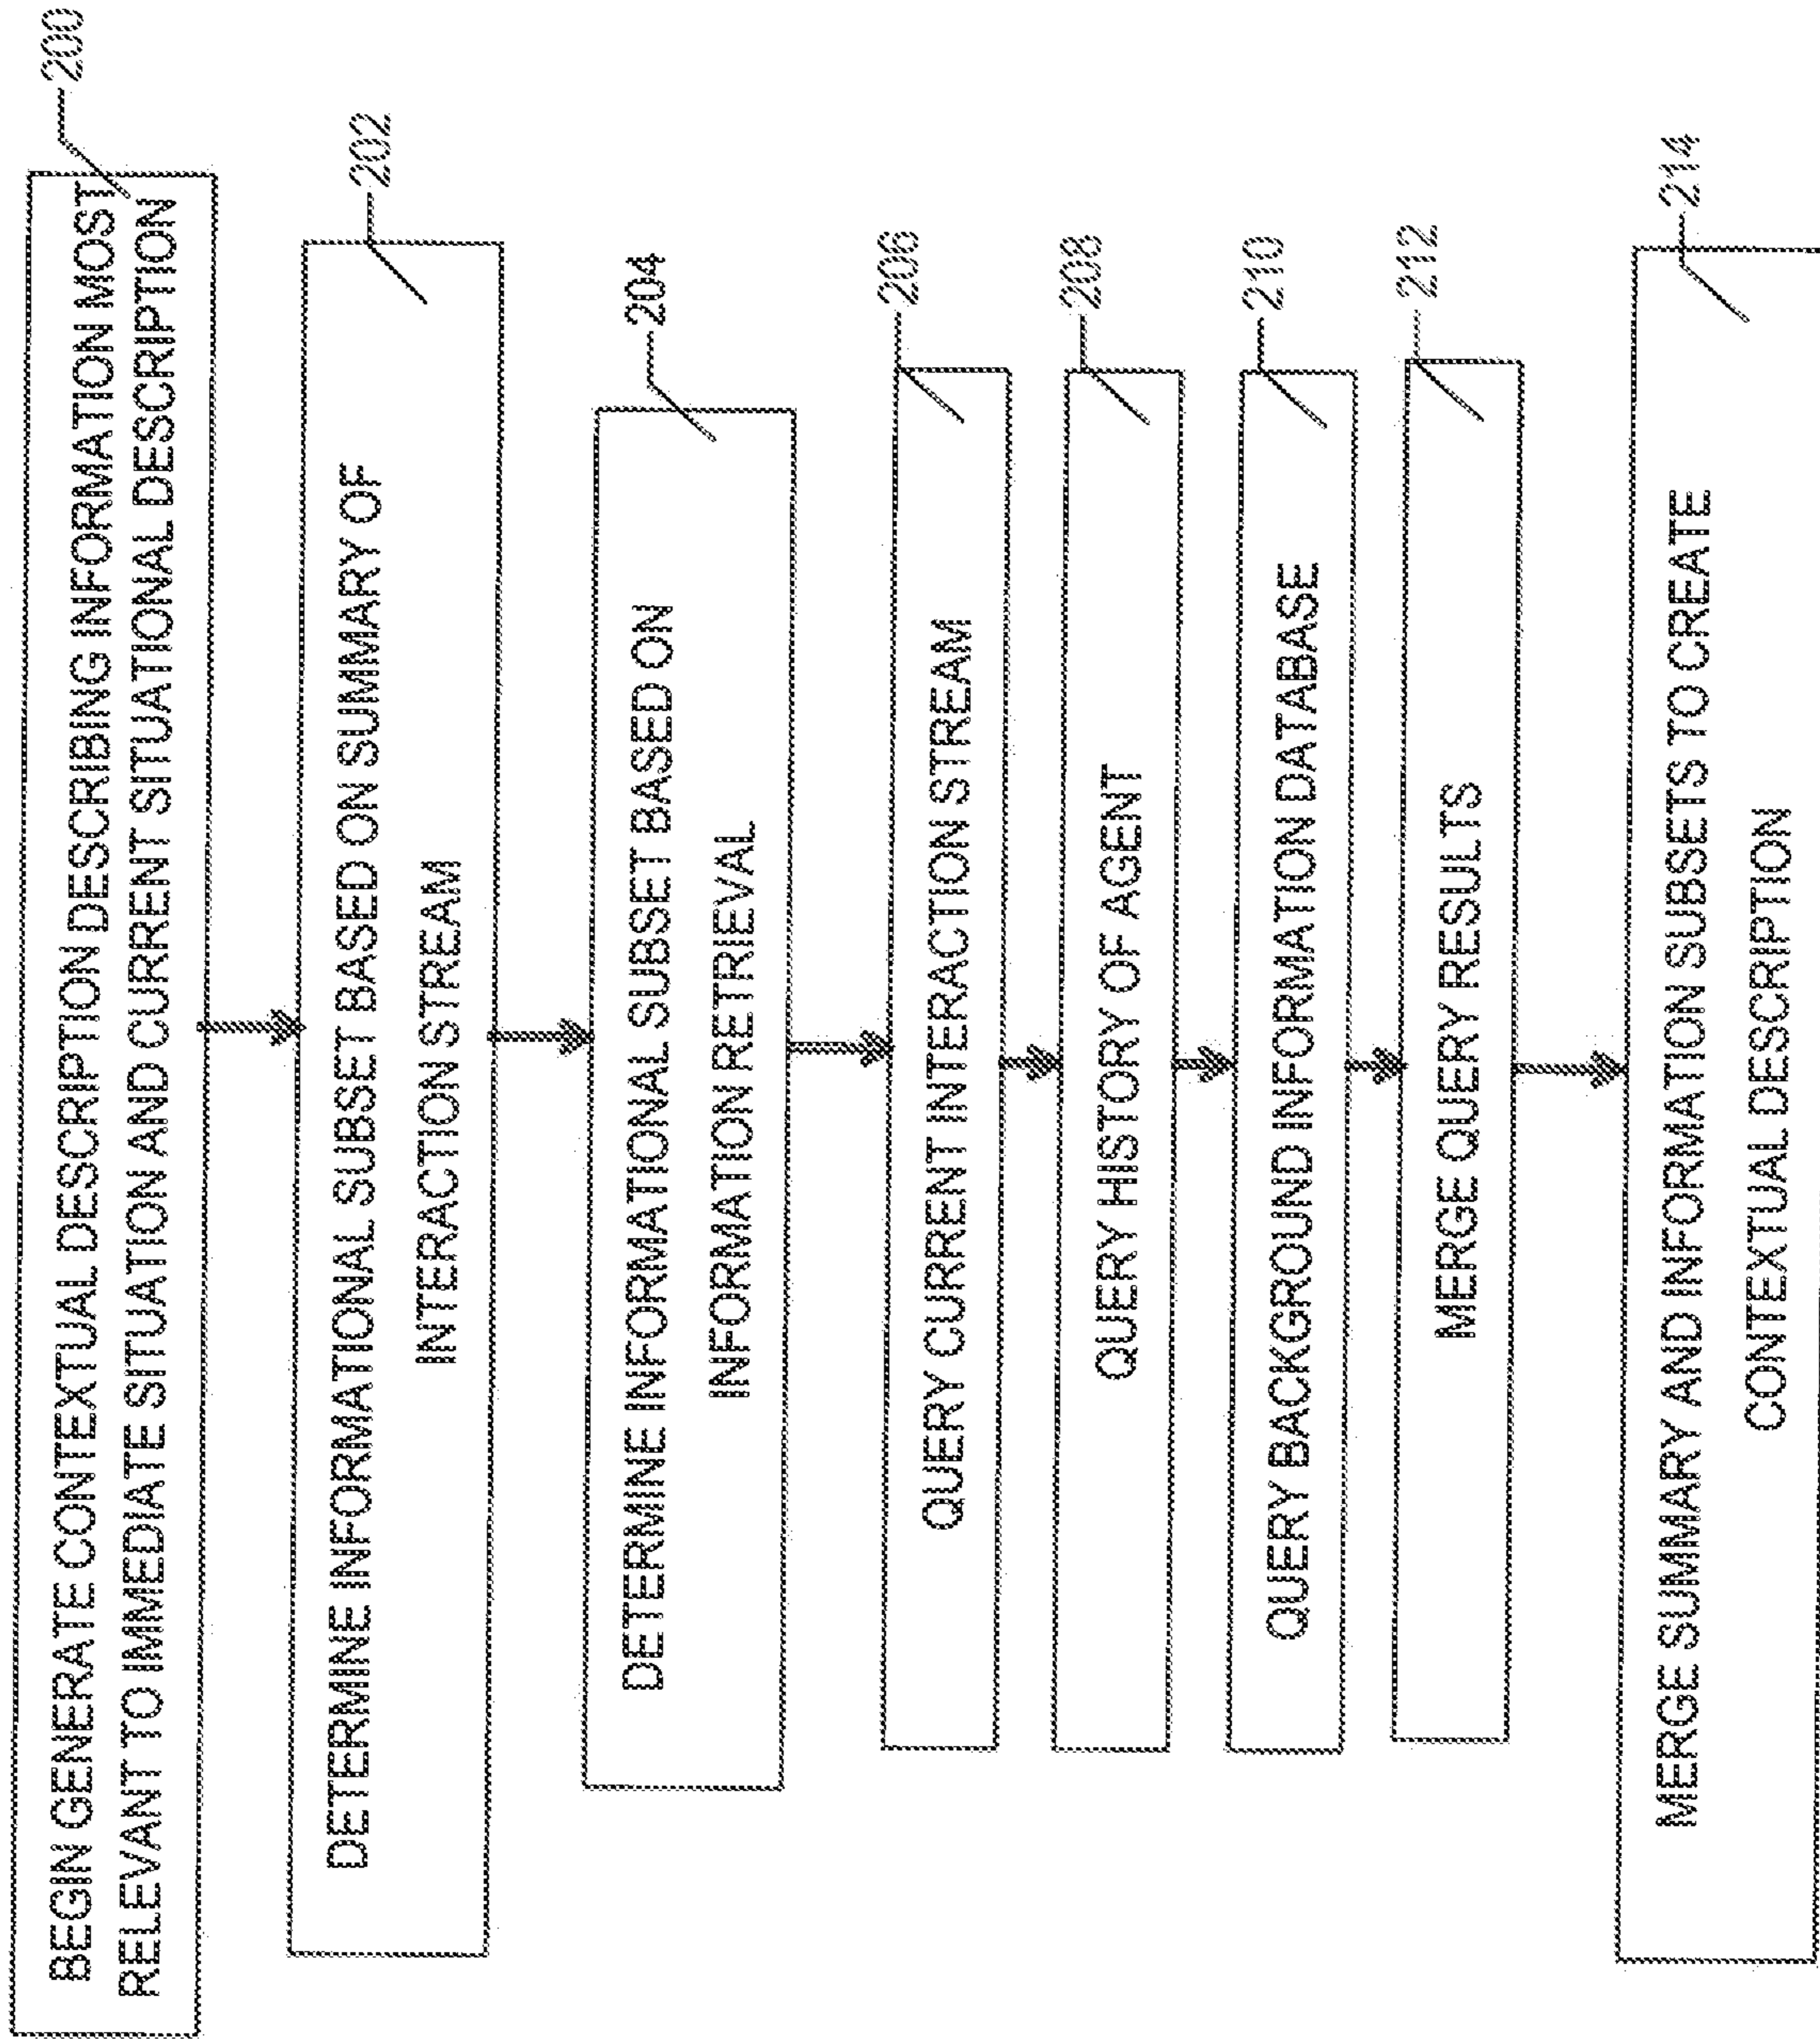 BEGIN GENERATE CONTEXTUAL DESCRIPTION DESCRIBING INFORMATION MOST
RELEVANT TO IMMEDIATE SITUATION AND CURRENT SITUATIONAL DESCRIPTION
200
DETERMINE INFORMATIONAL SUBSET BASED ON SUMMARY OF
INTERACTION STREAM
202
DETERMINE INFORMATIONAL SUBSET BASED ON
INFORMATION RETRIEVAL
204
QUERY CURRENT INTERACTION STREAM
206
QUERY HISTORY OF AGENT
208
QUERY BACKGROUND INFORMATION DATABASE
210
MERGE QUERY RESULTS
212
MERGE SUMMARY AND INFORMATION SUBSETS TO CREATE
CONTEXTUAL DESCRIPTION
214